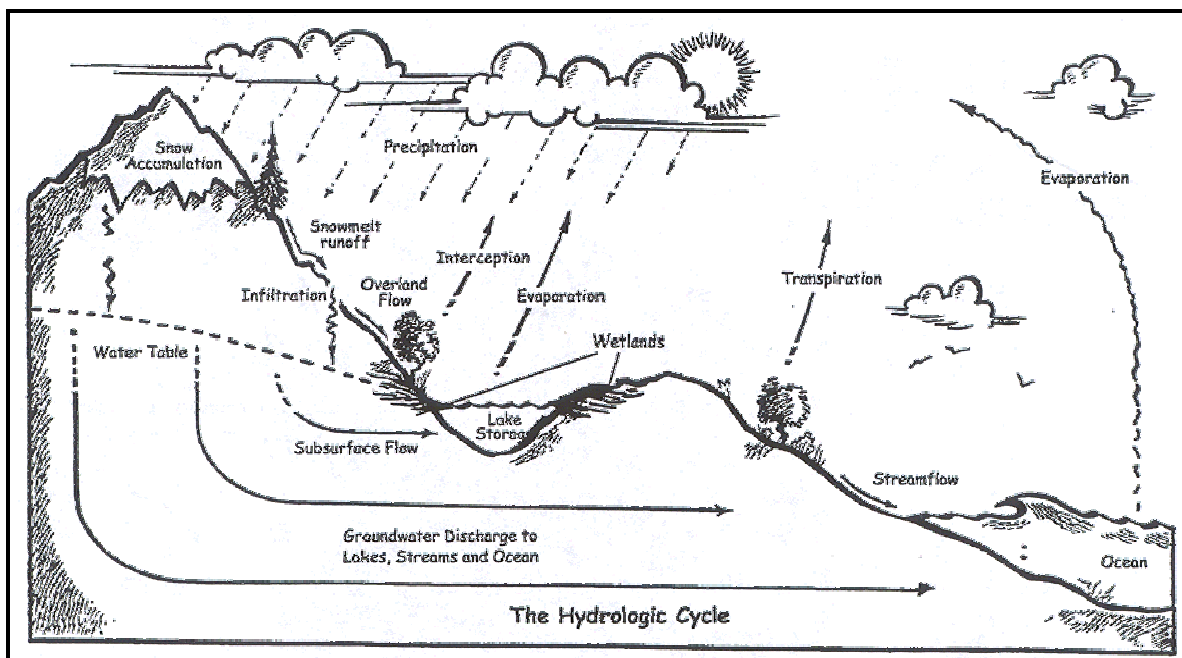 Snow
Accumulation
Precipitation
Evaporation
Snowmelt
runoff
Interception
Transpiration
Infiltration
Overland
Flow
Evaporation
Water Table
Wetlands
Lake
Storage
Subsurface Flow
Streamflow
Groundwater Discharge to
Lakes, Streams and Ocean
Ocean
The Hydrologic Cycle